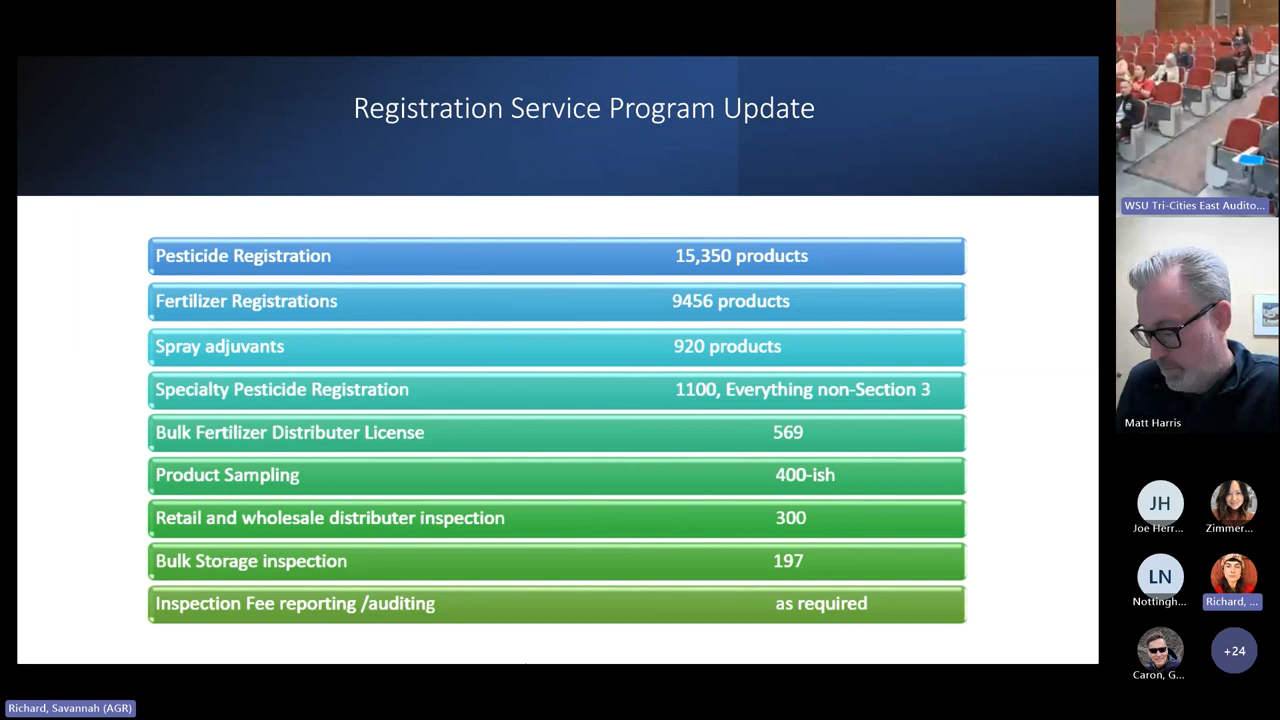 Registration Service Program Update
Pesticide Registration 15,350 products
Fertilizer Registrations 9456 products
Spray adjuvants 920 products
Specialty Pesticide Registration 1100, Everything non-Section 3
Bulk Fertilizer Distributer License 569
Product Sampling 400-ish
Retail and wholesale distributer inspection 300
Bulk Storage inspection 197
Inspection Fee reporting /auditing as required
WSU Tri-Cities East Audito...
Matt Harris
JH
Joe Herr...
Zimmer...
LN
Nottingh...
Richard, ...
Caron, G...
+24
Richard, Savannah (AGR)